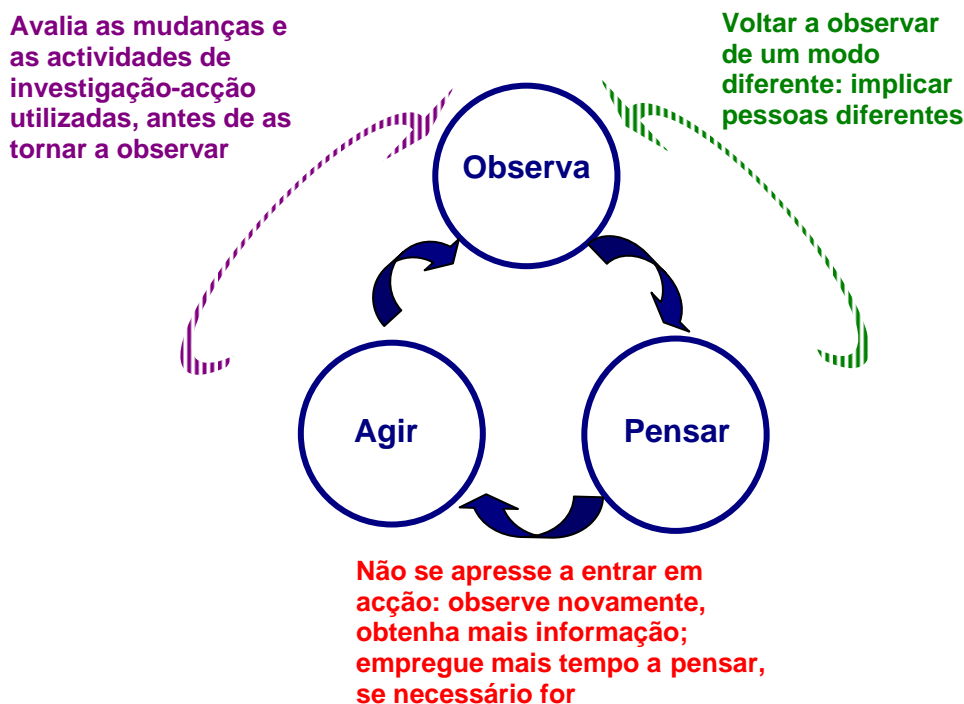 Avalia as mudanças e
as actividades de
investigação-acção
utilizadas, antes de as
tornar a observar
Voltar a observar
de um modo
diferente: implicar
pessoas diferentes
Observa
Agir
Pensar
Não se apresse a entrar em
acção: observe novamente,
obtenha mais informação;
empregue mais tempo a pensar,
se necessário for